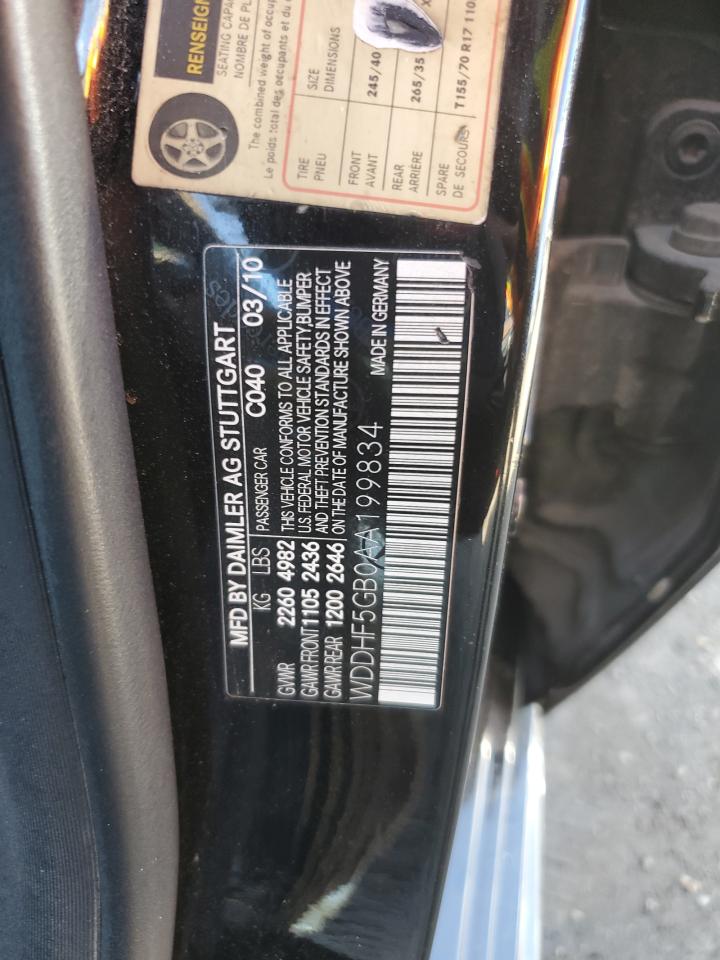 RENSEIGN
SEATING CAPA
NOMBRE DE PL
The combined weight of occup
Le poids total des occupants et du c
TIRE SIZE
PNEU DIMENSIONS
FRONT 245/40
AVANT
REAR 265/35
ARRIÈRE
SPARE T155/70 R17 110
DE SECOURS
MFD BY DAIMLER AG STUTTGART
KG LBS PASSENGER CAR C040 03/10
GVWR 2260 4982 THIS VEHICLE CONFORMS TO ALL APPLICABLE
GAWR FRONT 1105 2436 U.S. FEDERAL MOTOR VEHICLE SAFETY, BUMPER
GAWR REAR 1200 2646 AND THEFT PREVENTION STANDARDS IN EFFECT
ON THE DATE OF MANUFACTURE SHOWN ABOVE
WDDHF5GB0AA199834 MADE IN GERMANY